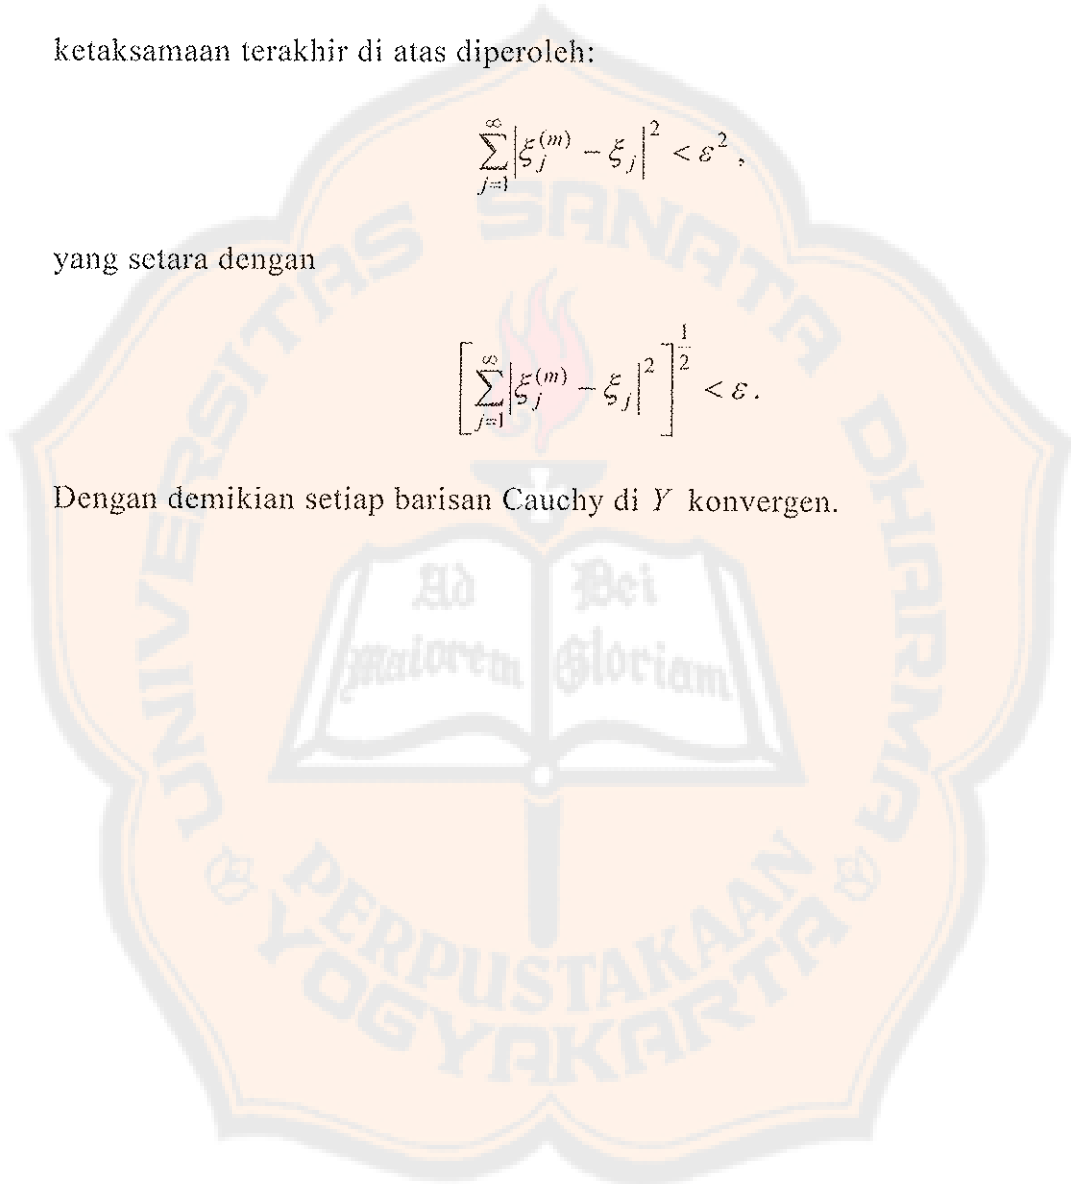 ketaksamaan terakhir di atas diperoleh:
∑_{j=1}^{∞} |ξ_j^{(m)} − ξ_j|^2 < ε^2 ,
yang setara dengan
[ ∑_{j=1}^{∞} |ξ_j^{(m)} − ξ_j|^2 ]^{1/2} < ε .
Dengan demikian setiap barisan Cauchy di Y konvergen.
UNIVERSITAS SANATA DHARMA
Ad Dei
maiorem Gloriam
PERPUSTAKAAN
YOGYAKARTA